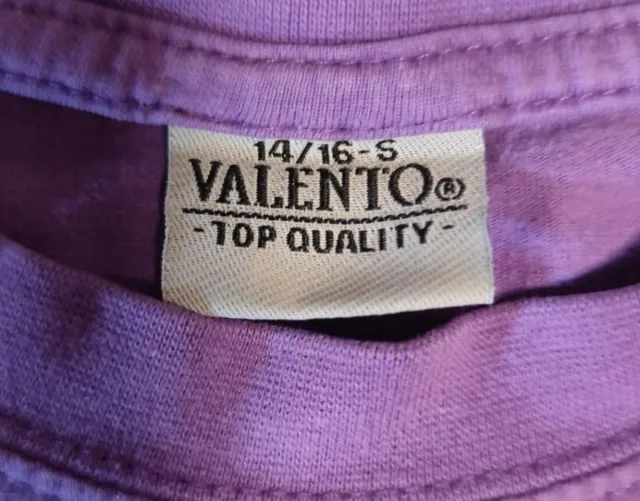 14/16-S
VALENTO®
-TOP QUALITY-